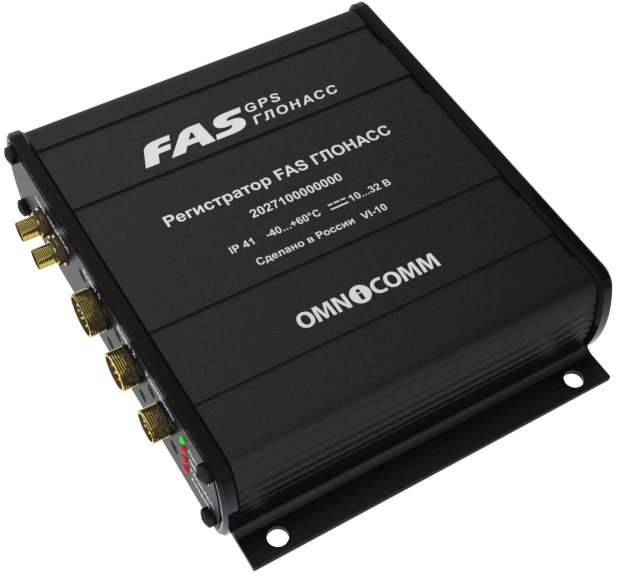 FAS GPS
ГЛОНАСС
Регистратор FAS ГЛОНАСС
2027100000000
IP 41 -40...+60°C 10...32 В
Сделано в России VI-10
OMNiCOMM